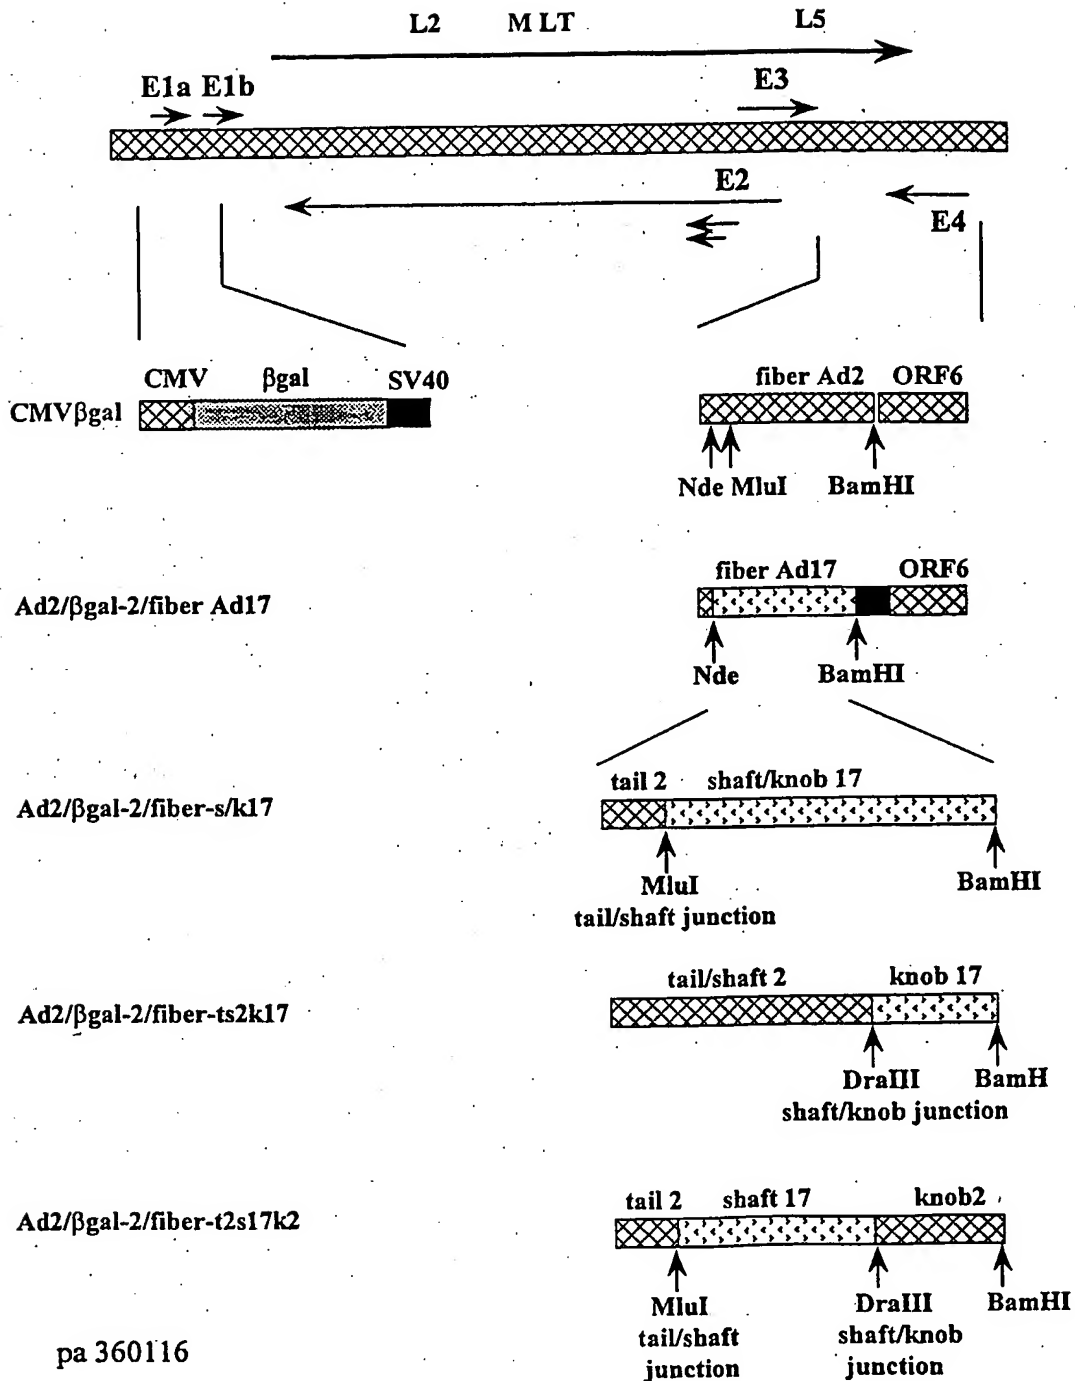 L2 MLT L5
E1a E1b E3
E2
E4
CMV βgal SV40 fiber Ad2 ORF6
CMVβgal
Nde MluI BamHI
fiber Ad17 ORF6
Ad2/βgal-2/fiber Ad17
Nde BamHI
tail 2 shaft/knob 17
Ad2/βgal-2/fiber-s/k17
MluI BamHI
tail/shaft junction
tail/shaft 2 knob 17
Ad2/βgal-2/fiber-ts2k17
DraIII BamH
shaft/knob junction
tail 2 shaft 17 knob2
Ad2/βgal-2/fiber-t2s17k2
MluI DraIII BamHI
tail/shaft shaft/knob
junction junction
pa 360116